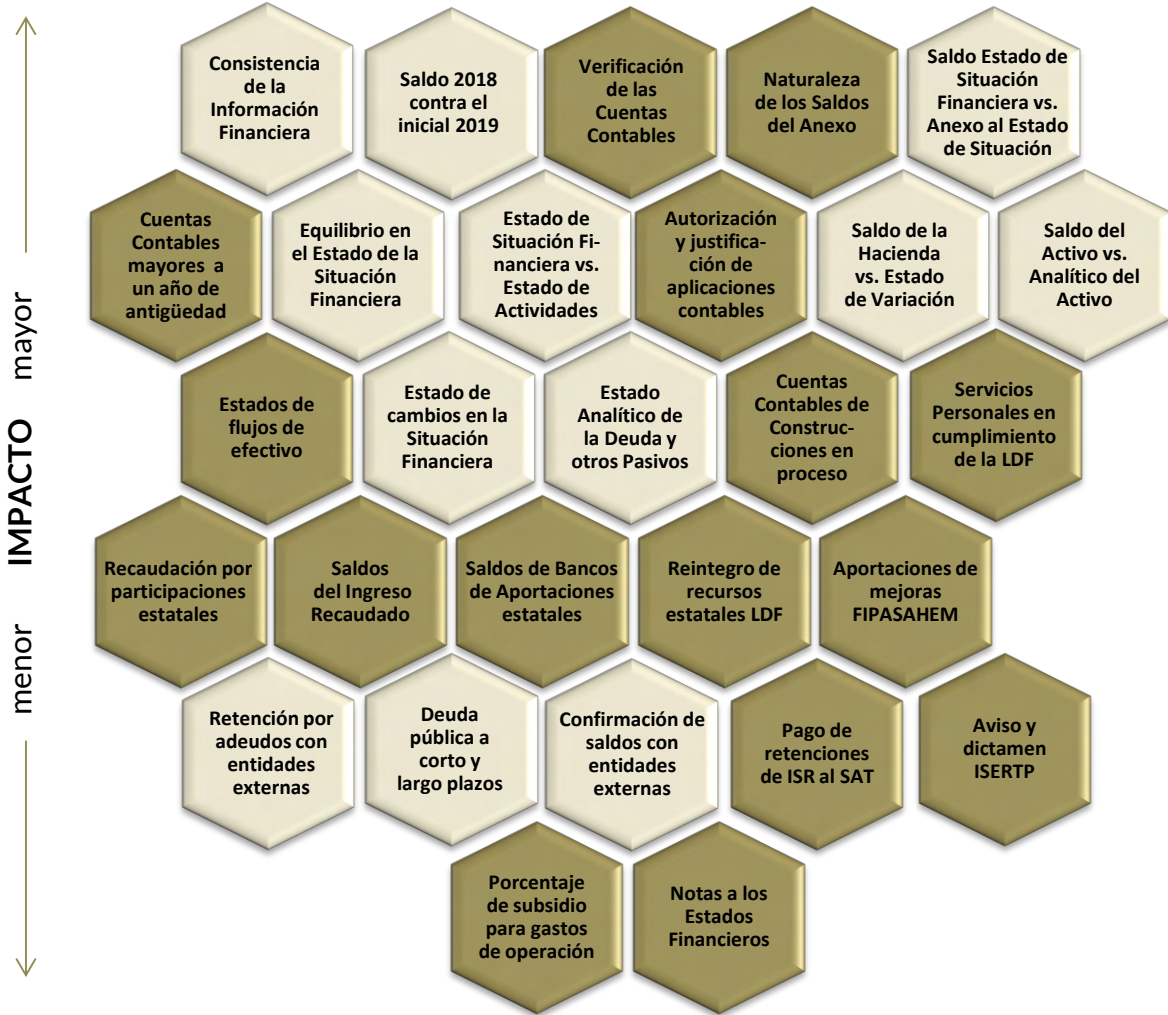 Consistencia
de la
Información
Financiera
Saldo 2018
contra el
inicial 2019
Verificación
de las
Cuentas
Contables
Naturaleza
de los Saldos
del Anexo
Saldo Estado de
Situación
Financiera vs.
Anexo al Estado
de Situación
Cuentas
Contables
mayores a
un año de
antigüedad
Equilibrio en
el Estado de la
Situación
Financiera
Estado de
Situación Fi-
nanciera vs.
Estado de
Actividades
Autorización
y justifica-
ción de
aplicaciones
contables
Saldo de la
Hacienda
vs. Estado
de Variación
Saldo del
Activo vs.
Analítico del
Activo
Estados de
flujos de
efectivo
Estado de
cambios en la
Situación
Financiera
Estado
Analítico de
la Deuda y
otros Pasivos
Cuentas
Contables de
Construc-
ciones en
proceso
Servicios
Personales en
cumplimiento
de la LDF
Recaudación por
participaciones
estatales
Saldos
del Ingreso
Recaudado
Saldos de Bancos
de Aportaciones
estatales
Reintegro de
recursos
estatales LDF
Aportaciones de
mejoras
FIPASAHEM
Retención por
adeudos con
entidades
externas
Deuda
pública a
corto y
largo plazos
Confirmación de
saldos con
entidades
externas
Pago de
retenciones
de ISR al SAT
Aviso y
dictamen
ISERTP
Porcentaje
de subsidio
para gastos
de operación
Notas a los
Estados
Financieros
menor IMPACTO mayor